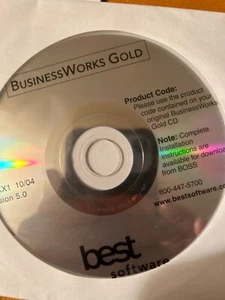 BUSINESSWORKS GOLD
Product Code:
Please use the product
code contained on your
original BusinessWorks
Gold CD
Note: Complete
Installation
instructions are
available for download
from BOSS
10/04
5.0
800-447-5700
www.bestsoftware.com
best
software